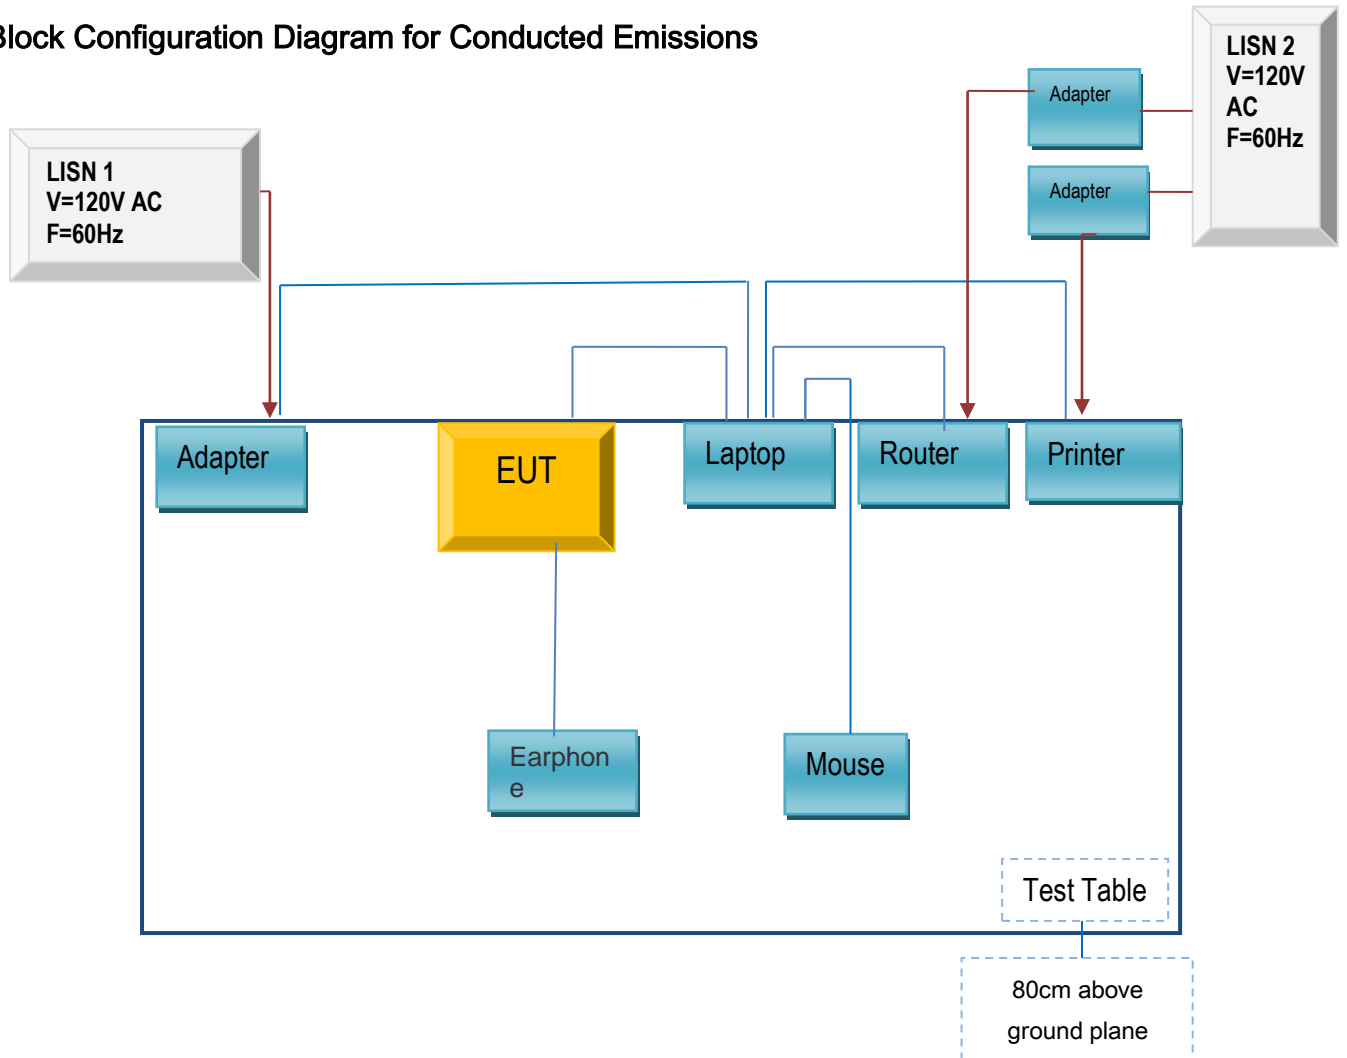 Block Configuration Diagram for Conducted Emissions
LISN 2
V=120V
AC
F=60Hz
Adapter
Adapter
LISN 1
V=120V AC
F=60Hz
Adapter
EUT
Laptop
Router
Printer
Earphon
e
Mouse
Test Table
80cm above
ground plane